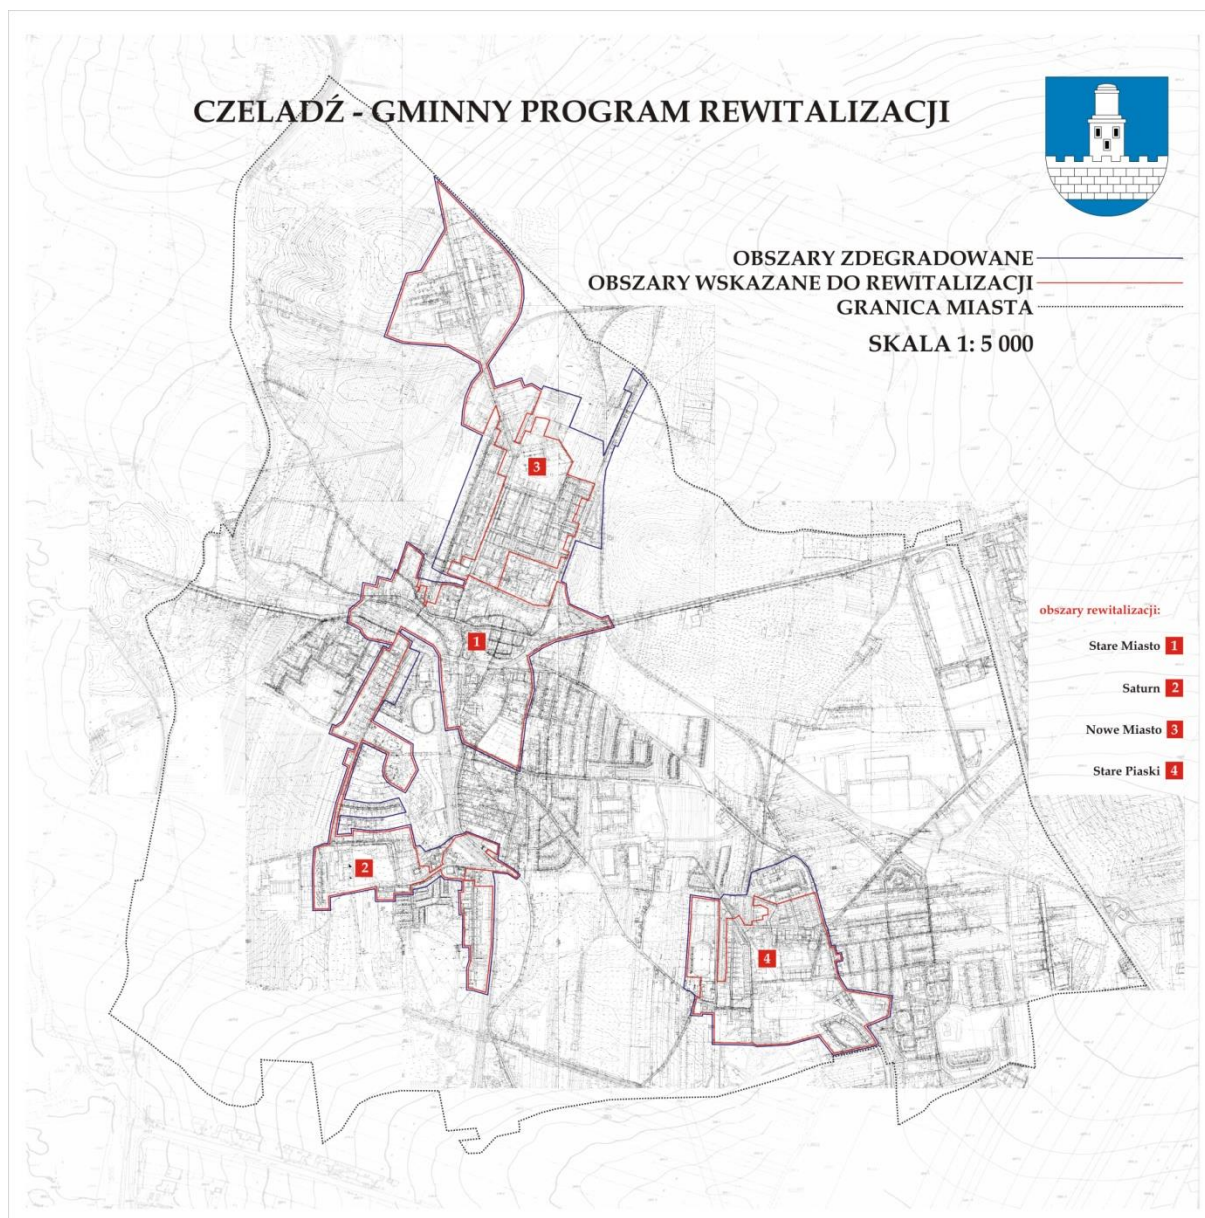 CZELADŹ - GMINNY PROGRAM REWITALIZACJI
OBSZARY ZDEGRADOWANE
OBSZARY WSKAZANE DO REWITALIZACJI
GRANICA MIASTA
SKALA 1: 5 000
3
1
2
4
obszary rewitalizacji:
Stare Miasto 1
Saturn 2
Nowe Miasto 3
Stare Piaski 4